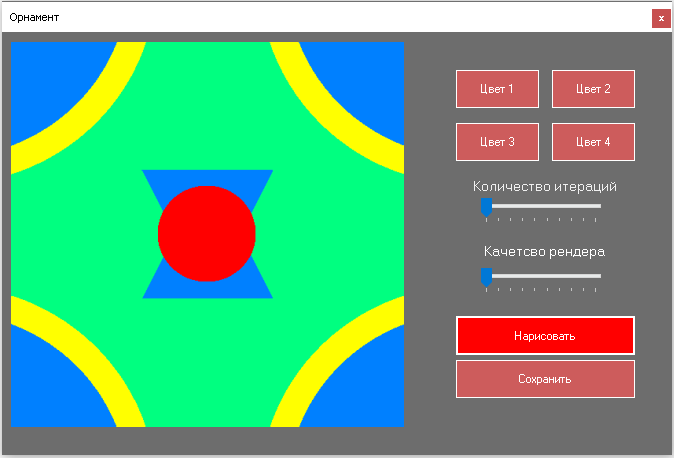 Орнамент
x
Цвет 1
Цвет 2
Цвет 3
Цвет 4
Количество итераций
Качетсво рендера
Нарисовать
Сохранить